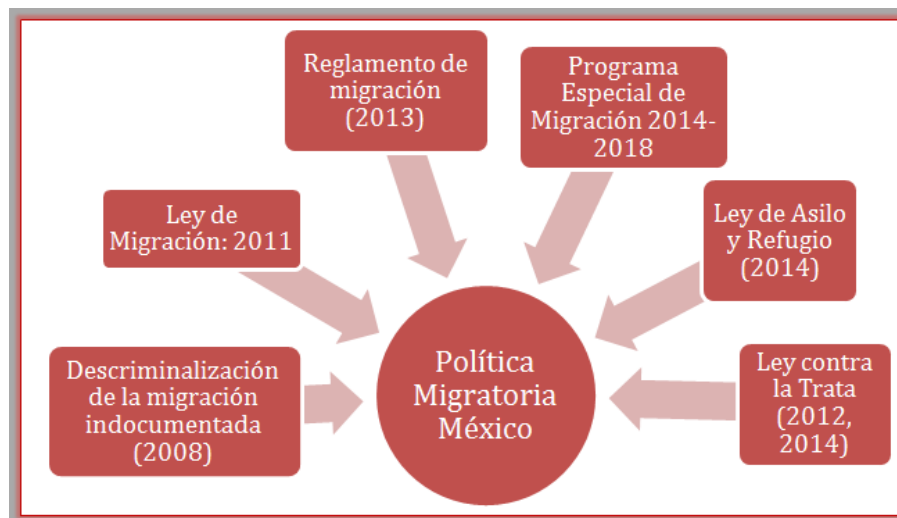 Reglamento de
migración
(2013)
Programa
Especial de
Migración 2014-
2018
Ley de
Migración: 2011
Ley de Asilo
y Refugio
(2014)
Descriminalización
de la migración
indocumentada
(2008)
Política
Migratoria
México
Ley contra
la Trata
(2012,
2014)